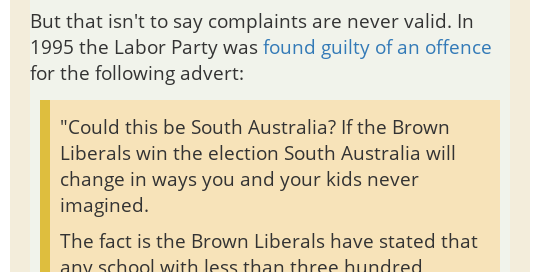 But that isn't to say complaints are never valid. In
1995 the Labor Party was found guilty of an offence
for the following advert:
"Could this be South Australia? If the Brown
Liberals win the election South Australia will
change in ways you and your kids never
imagined.
The fact is the Brown Liberals have stated that
any school with less than three hundred